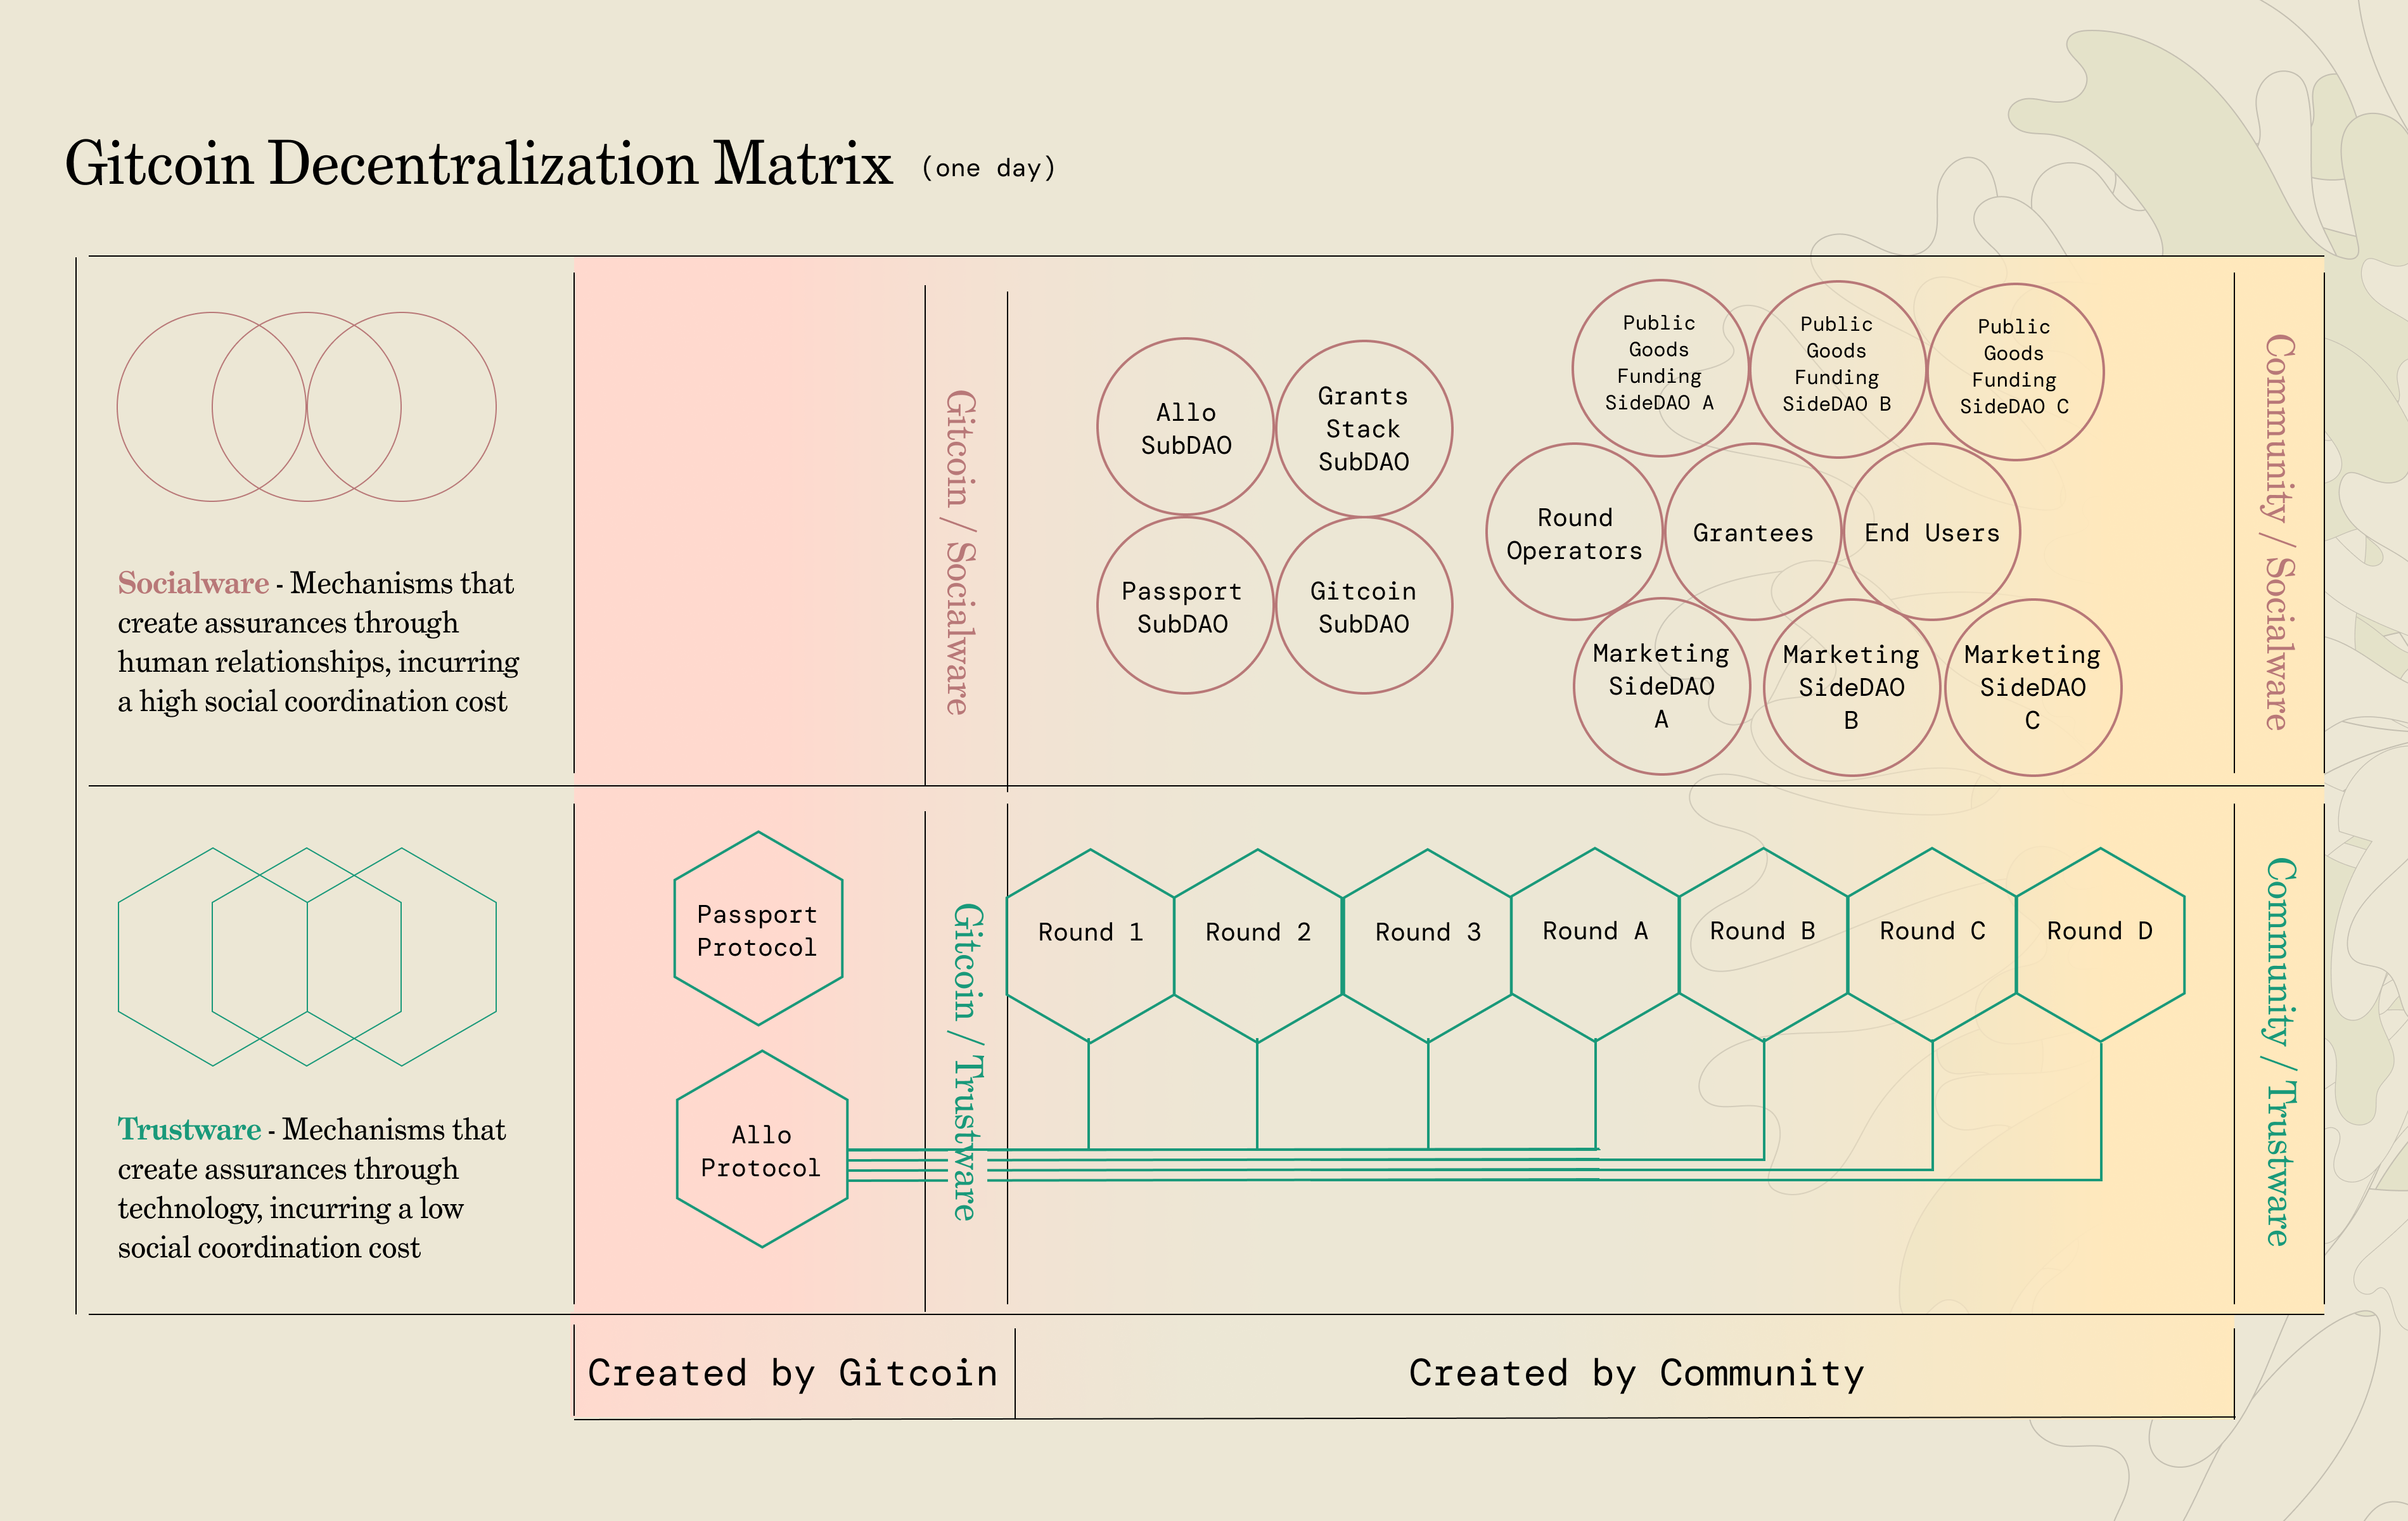 Gitcoin Decentralization Matrix (one day)
Socialware - Mechanisms that
create assurances through
human relationships, incurring
a high social coordination cost
Gitcoin / Socialware
Allo
SubDAO
Grants
Stack
SubDAO
Passport
SubDAO
Gitcoin
SubDAO
Public
Goods
Funding
SideDAO A
Public
Goods
Funding
SideDAO B
Public
Goods
Funding
SideDAO C
Round
Operators
Grantees
End Users
Marketing
SideDAO
A
Marketing
SideDAO
B
Marketing
SideDAO
C
Community / Socialware
Trustware - Mechanisms that
create assurances through
technology, incurring a low
social coordination cost
Passport
Protocol
Allo
Protocol
Gitcoin / Trustware
Round 1
Round 2
Round 3
Round A
Round B
Round C
Round D
Community / Trustware
Created by Gitcoin
Created by Community